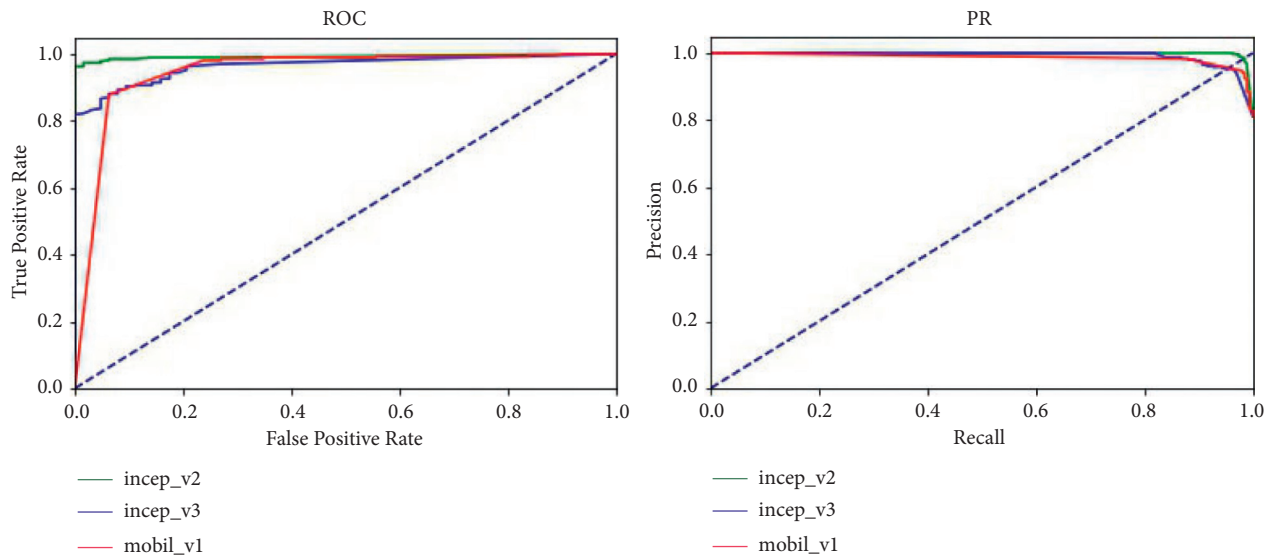 ROC
True Positive Rate
1.0
0.8
0.6
0.4
0.2
0.0
0.0 0.2 0.4 0.6 0.8 1.0
False Positive Rate
incep_v2
incep_v3
mobil_v1
PR
Precision
1.0
0.8
0.6
0.4
0.2
0.0
0.0 0.2 0.4 0.6 0.8 1.0
Recall
incep_v2
incep_v3
mobil_v1